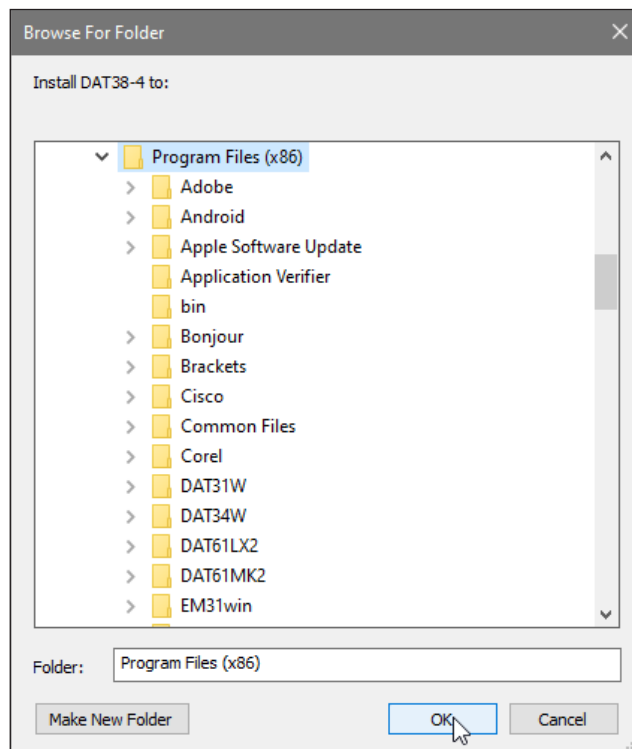 Browse For Folder
Install DAT38-4 to:
Program Files (x86)
Adobe
Android
Apple Software Update
Application Verifier
bin
Bonjour
Brackets
Cisco
Common Files
Corel
DAT31W
DAT34W
DAT61LX2
DAT61MK2
EM31win
Folder: Program Files (x86)
Make New Folder OK Cancel